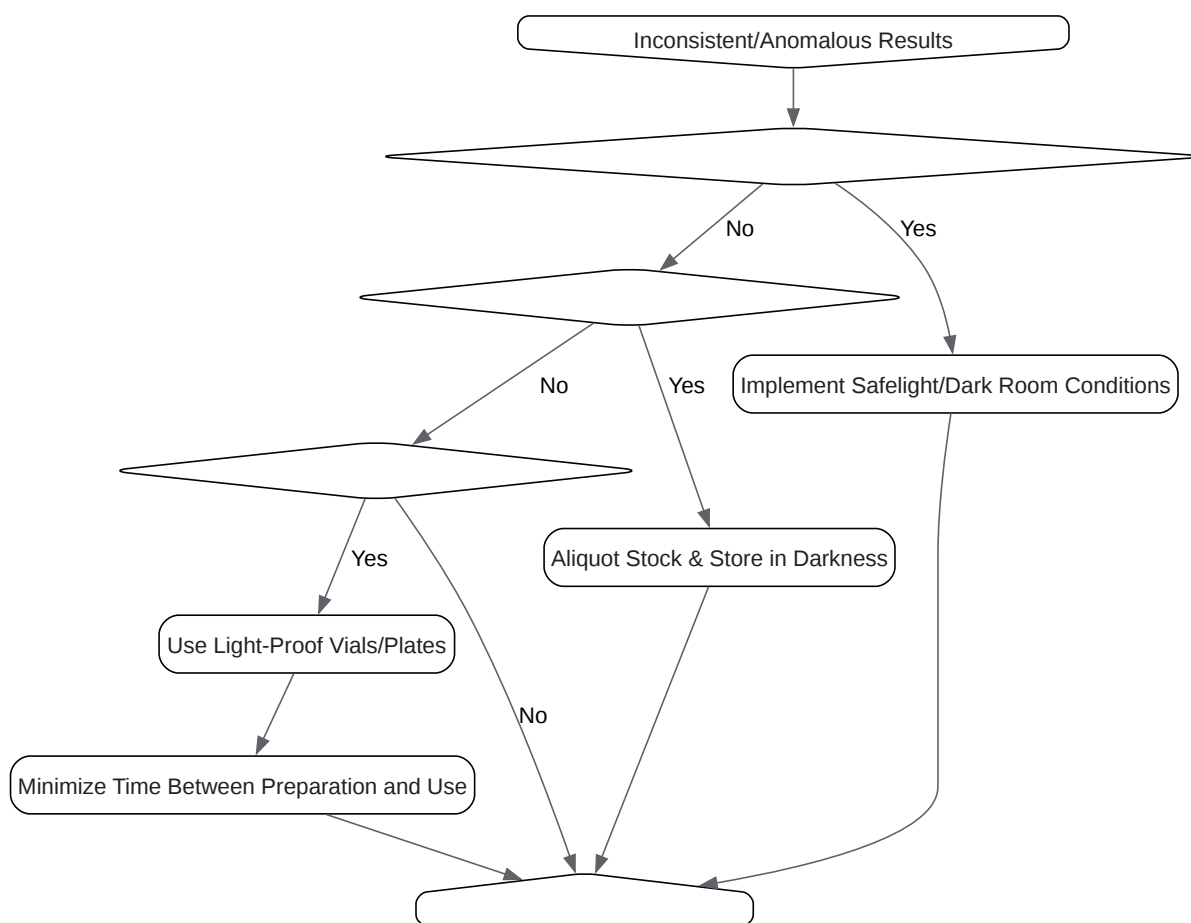 Inconsistent/Anomalous Results
No
Yes
No
Yes
Implement Safelight/Dark Room Conditions
Yes
Aliquot Stock & Store in Darkness
Use Light-Proof Vials/Plates
No
Minimize Time Between Preparation and Use